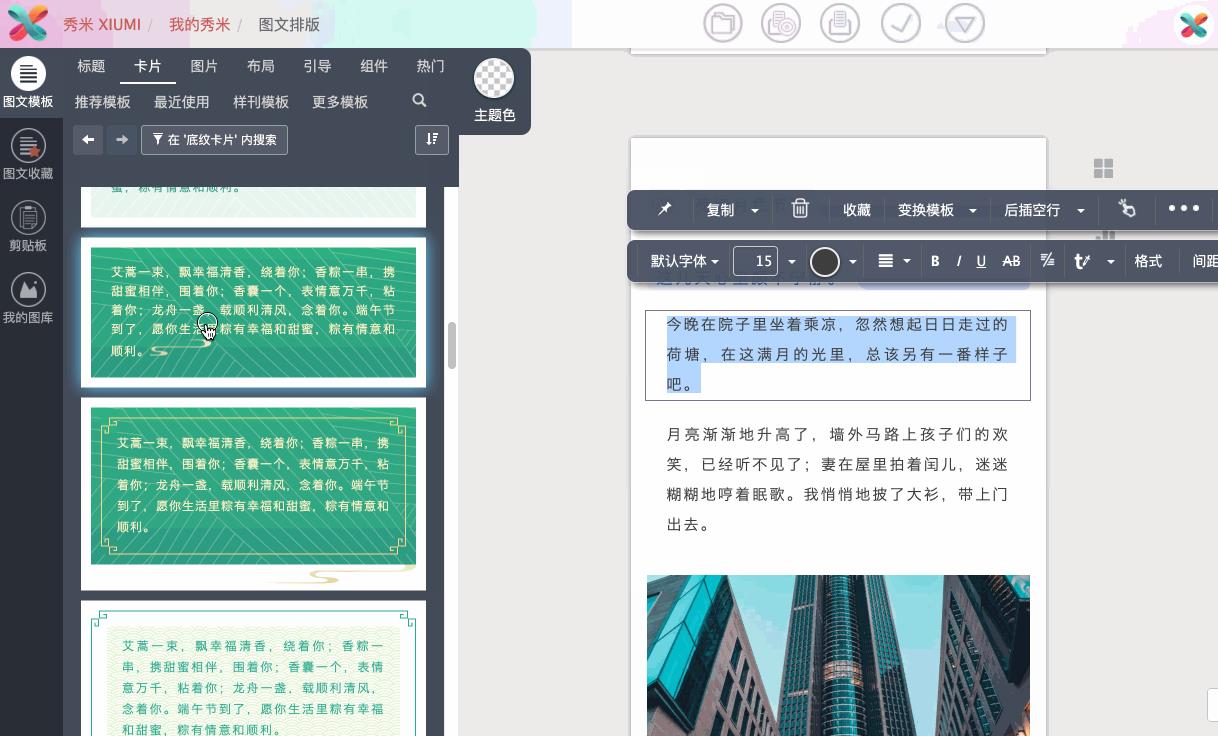 秀米 XIUMI / 我的秀米 / 图文排版
图文模板
图文收藏
剪贴板
我的图库
标题 卡片 图片 布局 引导 组件 热门
推荐模板 最近使用 样刊模板 更多模板
在 '底纹卡片' 内搜索
主题色
蜜，粽有情意和顺利。
艾蒿一束，飘幸福清香，绕着你；香粽一串，携
甜蜜相伴，围着你；香囊一个，表情意万千，粘
着你；龙舟一盏，载顺利清风，念着你。端午节
到了，愿你生活里粽有幸福和甜蜜，粽有情意和
顺利。
艾蒿一束，飘幸福清香，绕着你；香粽一串，携
甜蜜相伴，围着你；香囊一个，表情意万千，粘
着你；龙舟一盏，载顺利清风，念着你。端午节
到了，愿你生活里粽有幸福和甜蜜，粽有情意和
顺利。
艾蒿一束，飘幸福清香，绕着你；香粽一
串，携甜蜜相伴，围着你；香囊一个，表情
意万千，粘着你；龙舟一盏，载顺利清风，
念着你。端午节到了，愿你生活里粽有幸福
和甜蜜，粽有情意和顺利。
复制 收藏 变换模板 后插空行
默认字体 15 B I U AB 格式 间距
这几天心里颇不宁静。
今晚在院子里坐着乘凉，忽然想起日日走过的
荷塘，在这满月的光里，总该另有一番样子
吧。
月亮渐渐地升高了，墙外马路上孩子们的欢
笑，已经听不见了；妻在屋里拍着闰儿，迷迷
糊糊地哼着眠歌。我悄悄地披了大衫，带上门
出去。